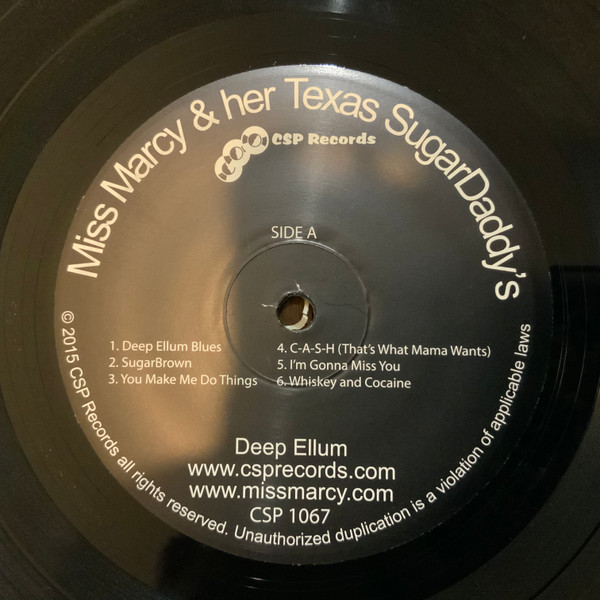 Miss Marcy & her Texas SugarDaddy's
CSP Records
SIDE A
1. Deep Ellum Blues
2. SugarBrown
3. You Make Me Do Things
4. C-A-S-H (That's What Mama Wants)
5. I'm Gonna Miss You
6. Whiskey and Cocaine
Deep Ellum
www.csprecords.com
www.missmarcy.com
CSP 1067
© 2015 CSP Records all rights reserved. Unauthorized duplication is a violation of applicable laws